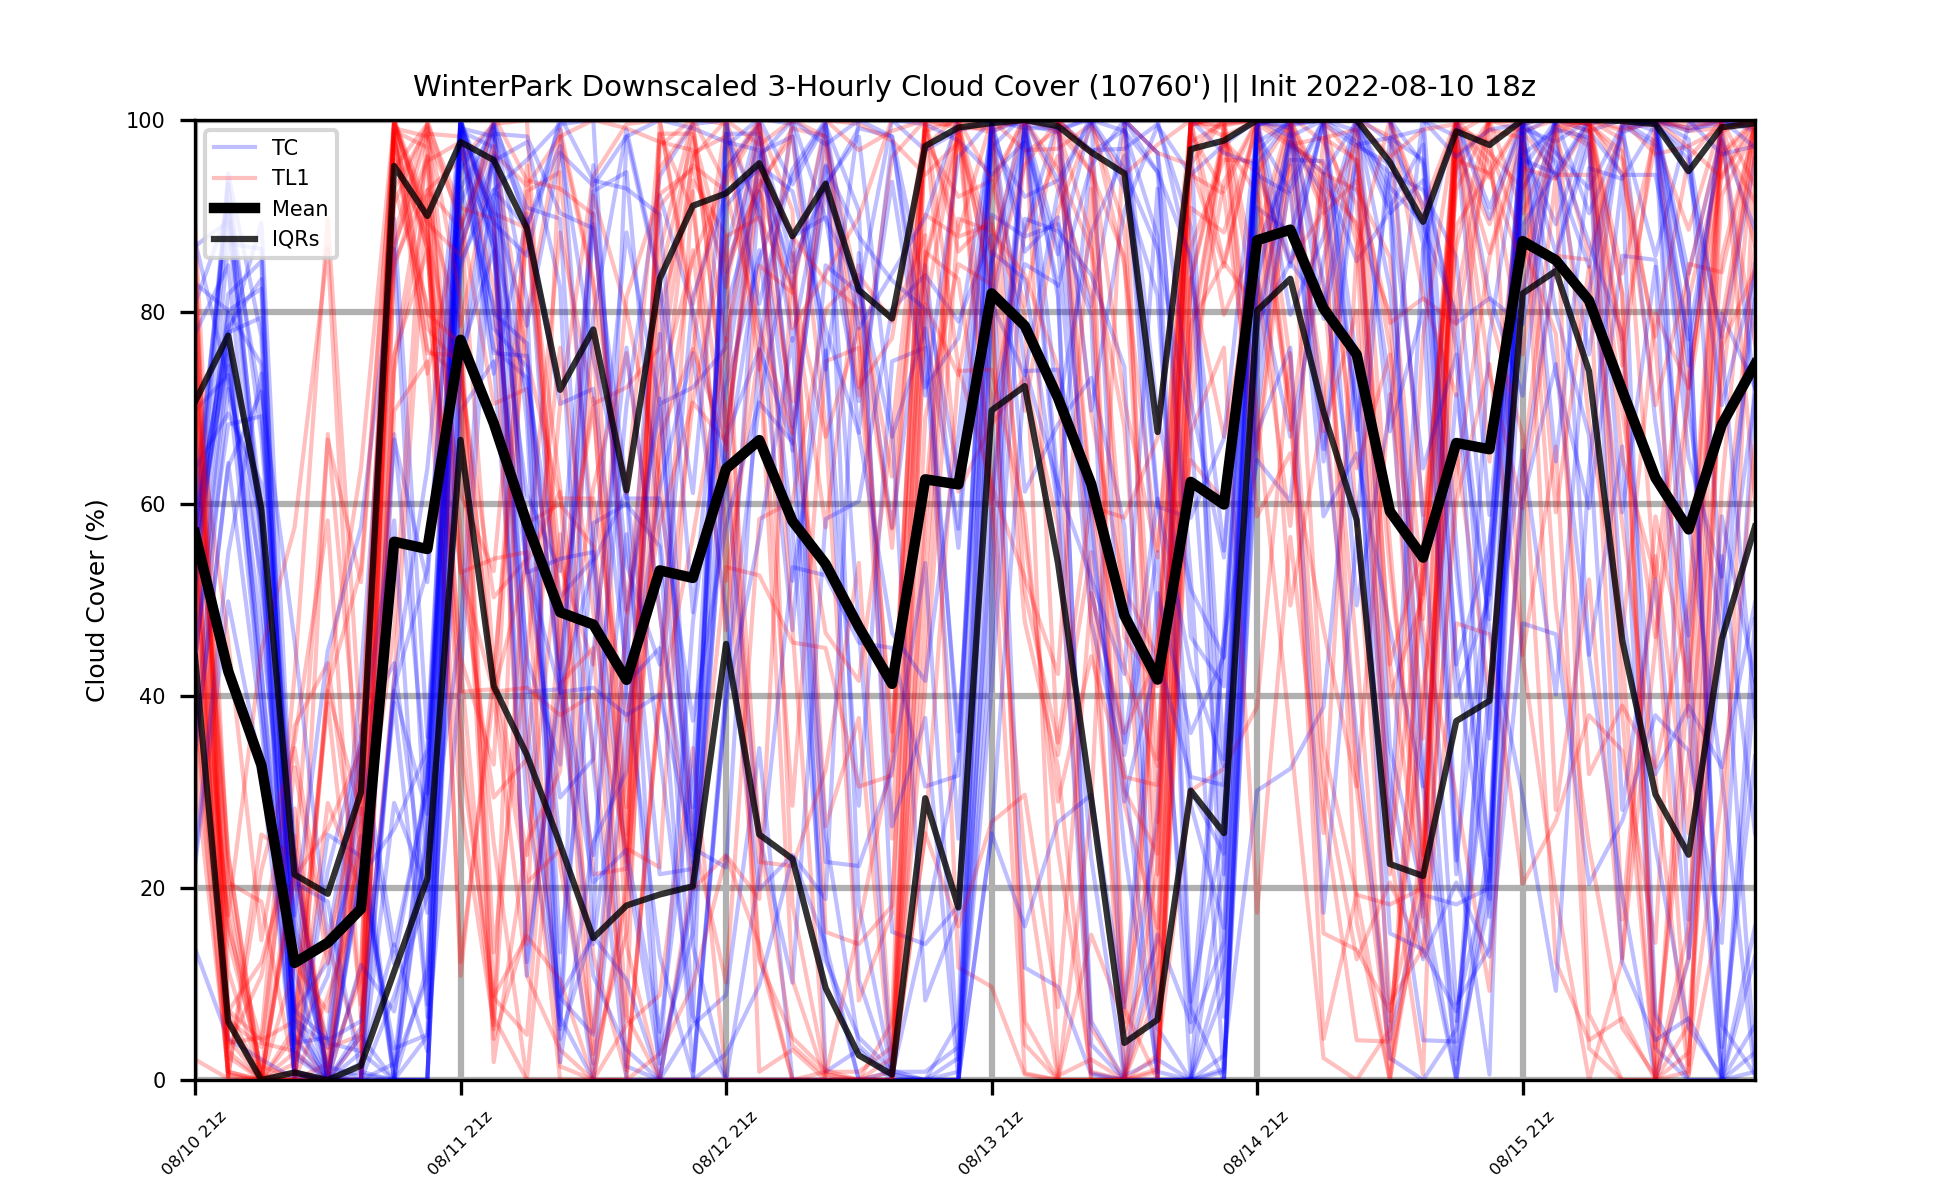 WinterPark Downscaled 3-Hourly Cloud Cover (10760') || Init 2022-08-10 18z
100
80
60
40
20
0
Cloud Cover (%)
TC
TL1
Mean
IQRs
08/10 21z
08/11 21z
08/12 21z
08/13 21z
08/14 21z
08/15 21z